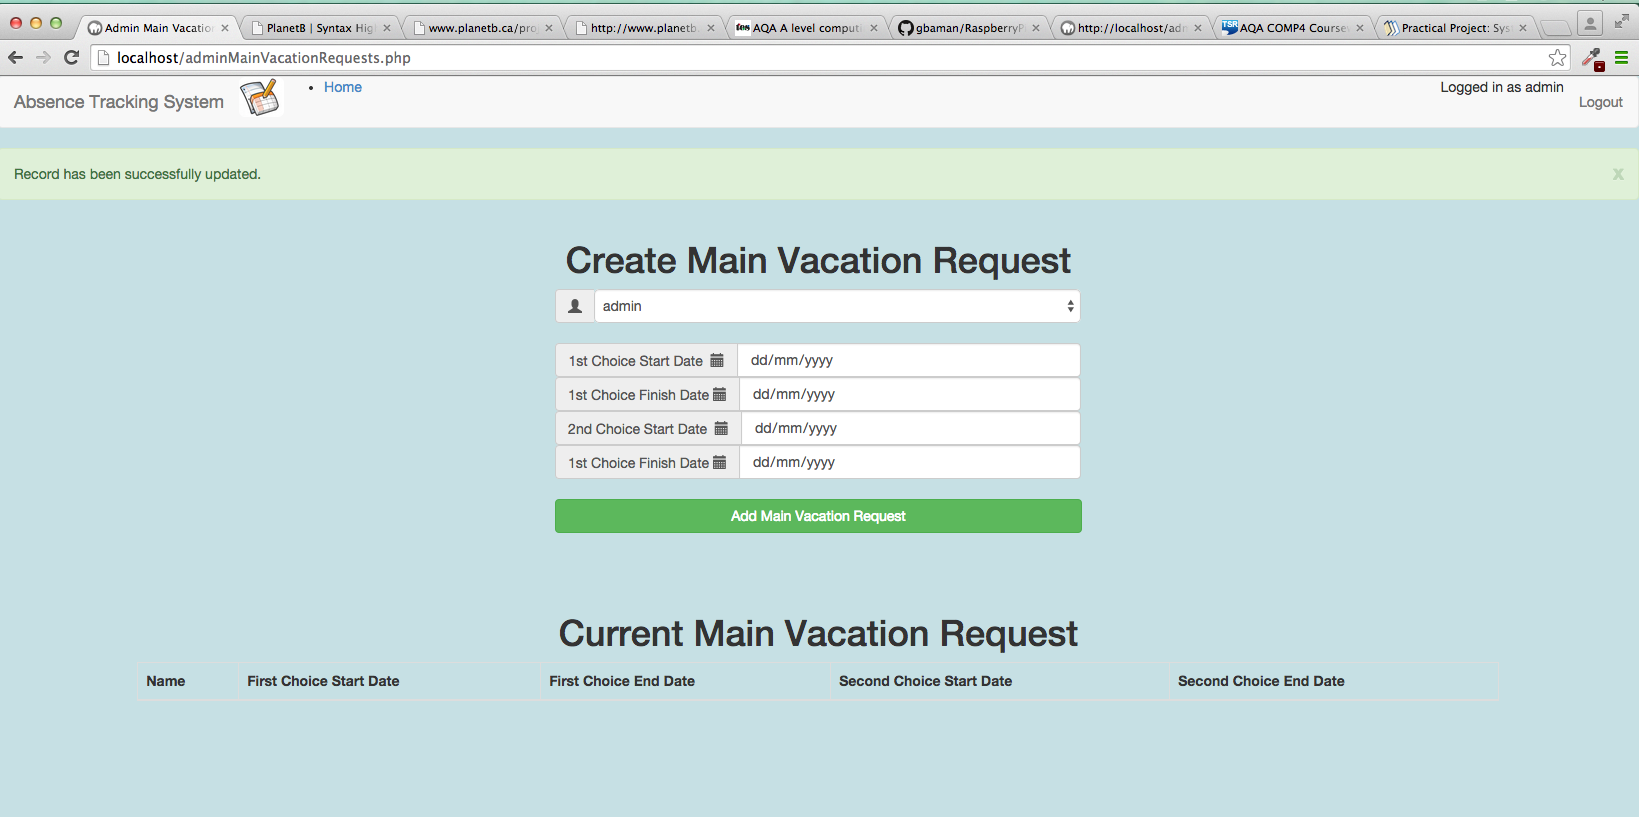 Admin Main Vacatio
PlanetB | Syntax Hig
www.planetb.ca/pro
http://www.planetb.
tes AQA A level comput
gbaman/RaspberryP
http://localhost/adm
TSR AQA COMP4 Coursew
Practical Project: Sys
localhost/adminMainVacationRequests.php
Absence Tracking System
• Home
Logged in as admin
Logout
Record has been successfully updated.
x
Create Main Vacation Request
admin
1st Choice Start Date dd/mm/yyyy
1st Choice Finish Date dd/mm/yyyy
2nd Choice Start Date dd/mm/yyyy
1st Choice Finish Date dd/mm/yyyy
Add Main Vacation Request
Current Main Vacation Request
Name First Choice Start Date First Choice End Date Second Choice Start Date Second Choice End Date